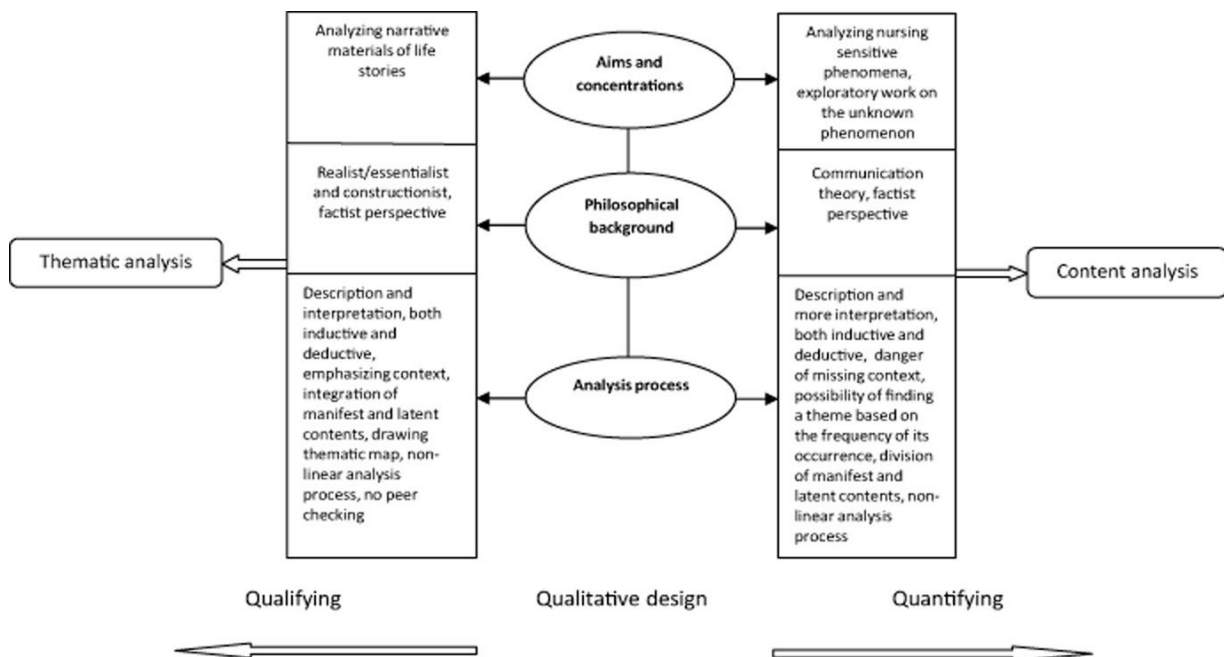 Analyzing narrative
materials of life
stories
Aims and
concentrations
Analyzing nursing
sensitive
phenomena,
exploratory work on
the unknown
phenomenon
Realist/essentialist
and constructionist,
factist perspective
Philosophical
background
Communication
theory, factist
perspective
Thematic analysis
Content analysis
Description and
interpretation, both
inductive and
deductive,
emphasizing context,
integration of
manifest and latent
contents, drawing
thematic map, non-
linear analysis
process, no peer
checking
Analysis process
Description and
more interpretation,
both inductive and
deductive, danger
of missing context,
possibility of finding
a theme based on
the frequency of its
occurrence, division
of manifest and
latent contents, non-
linear analysis
process
Qualifying
Qualitative design
Quantifying